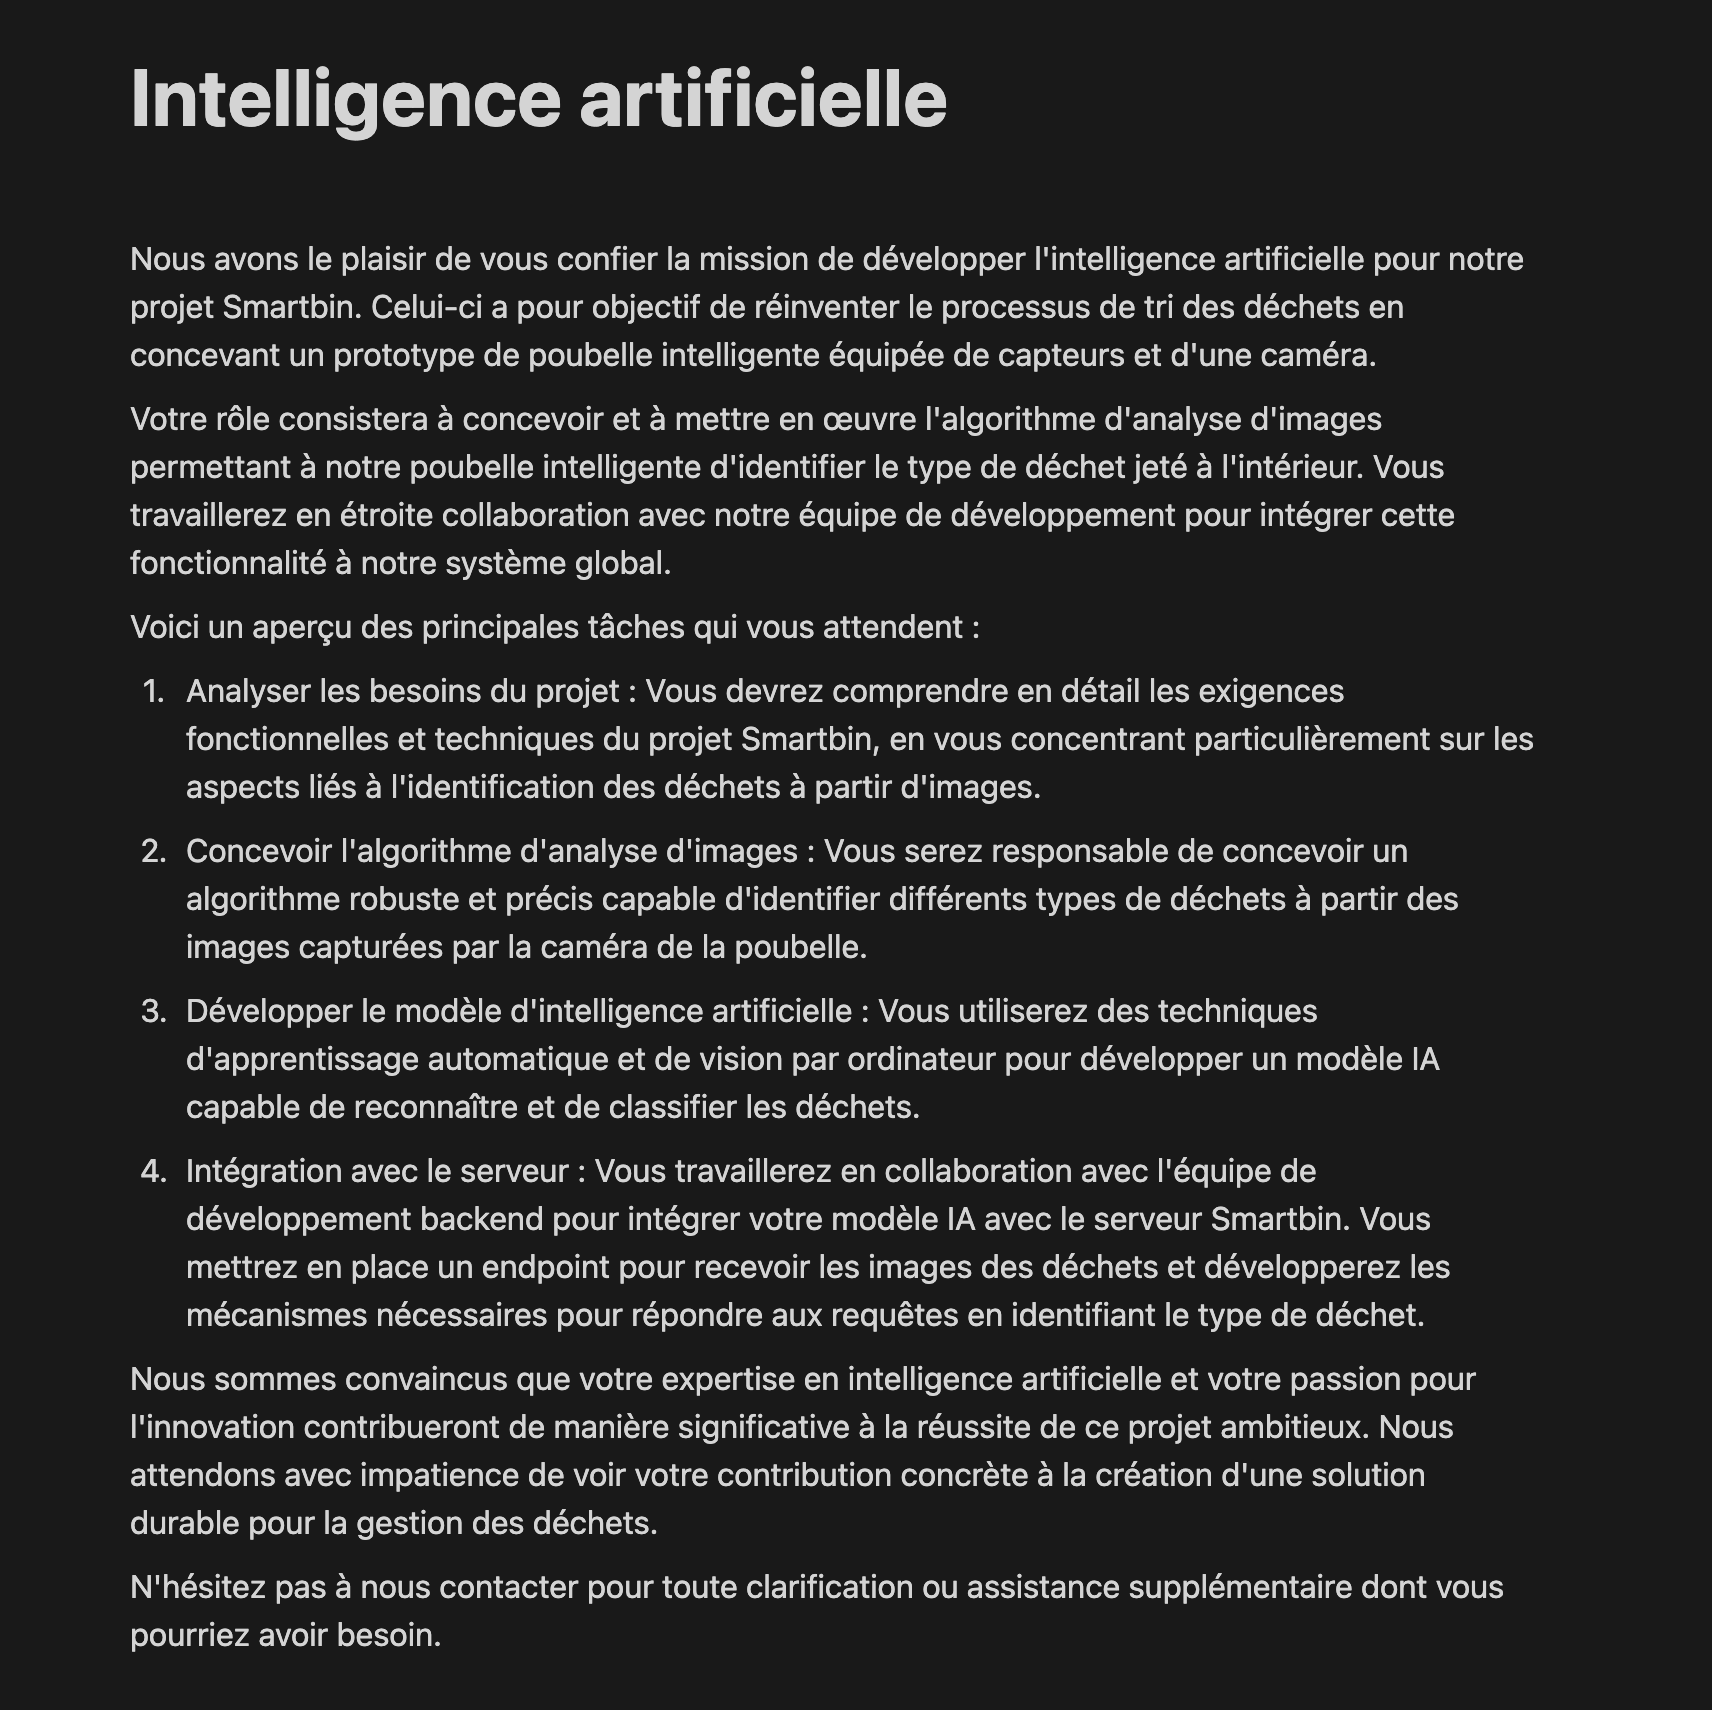 Intelligence artificielle
Nous avons le plaisir de vous confier la mission de développer l'intelligence artificielle pour notre
projet Smartbin. Celui-ci a pour objectif de réinventer le processus de tri des déchets en
concevant un prototype de poubelle intelligente équipée de capteurs et d'une caméra.
Votre rôle consistera à concevoir et à mettre en œuvre l'algorithme d'analyse d'images
permettant à notre poubelle intelligente d'identifier le type de déchet jeté à l'intérieur. Vous
travaillerez en étroite collaboration avec notre équipe de développement pour intégrer cette
fonctionnalité à notre système global.
Voici un aperçu des principales tâches qui vous attendent :
1. Analyser les besoins du projet : Vous devrez comprendre en détail les exigences
fonctionnelles et techniques du projet Smartbin, en vous concentrant particulièrement sur les
aspects liés à l'identification des déchets à partir d'images.
2. Concevoir l'algorithme d'analyse d'images : Vous serez responsable de concevoir un
algorithme robuste et précis capable d'identifier différents types de déchets à partir des
images capturées par la caméra de la poubelle.
3. Développer le modèle d'intelligence artificielle : Vous utiliserez des techniques
d'apprentissage automatique et de vision par ordinateur pour développer un modèle IA
capable de reconnaître et de classifier les déchets.
4. Intégration avec le serveur : Vous travaillerez en collaboration avec l'équipe de
développement backend pour intégrer votre modèle IA avec le serveur Smartbin. Vous
mettrez en place un endpoint pour recevoir les images des déchets et développerez les
mécanismes nécessaires pour répondre aux requêtes en identifiant le type de déchet.
Nous sommes convaincus que votre expertise en intelligence artificielle et votre passion pour
l'innovation contribueront de manière significative à la réussite de ce projet ambitieux. Nous
attendons avec impatience de voir votre contribution concrète à la création d'une solution
durable pour la gestion des déchets.
N'hésitez pas à nous contacter pour toute clarification ou assistance supplémentaire dont vous
pourriez avoir besoin.